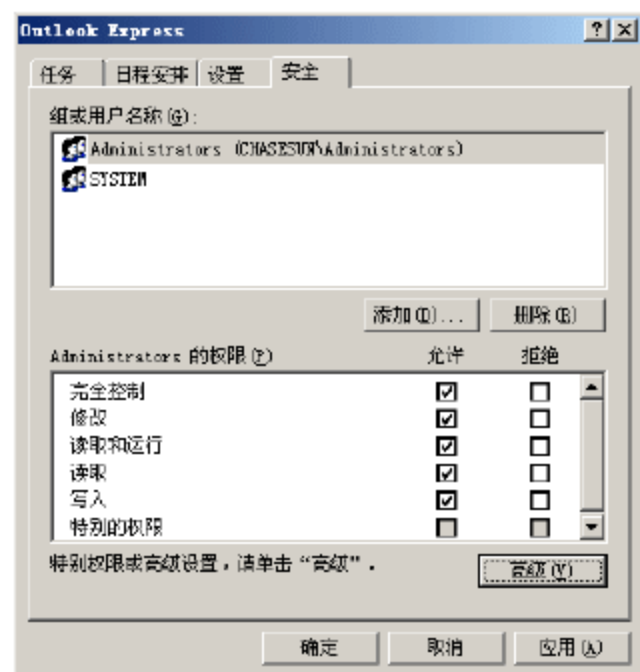 Outlook Express
任务 日程安排 设置 安全
组或用户名称(G):
Administrators (CHASESUN\Administrators)
SYSTEM
添加(D)... 删除(R)
Administrators 的权限(P) 允许 拒绝
完全控制
修改
读取和运行
读取
写入
特别的权限
特别权限或高级设置，请单击“高级”。
高级(V)
确定 取消 应用(A)